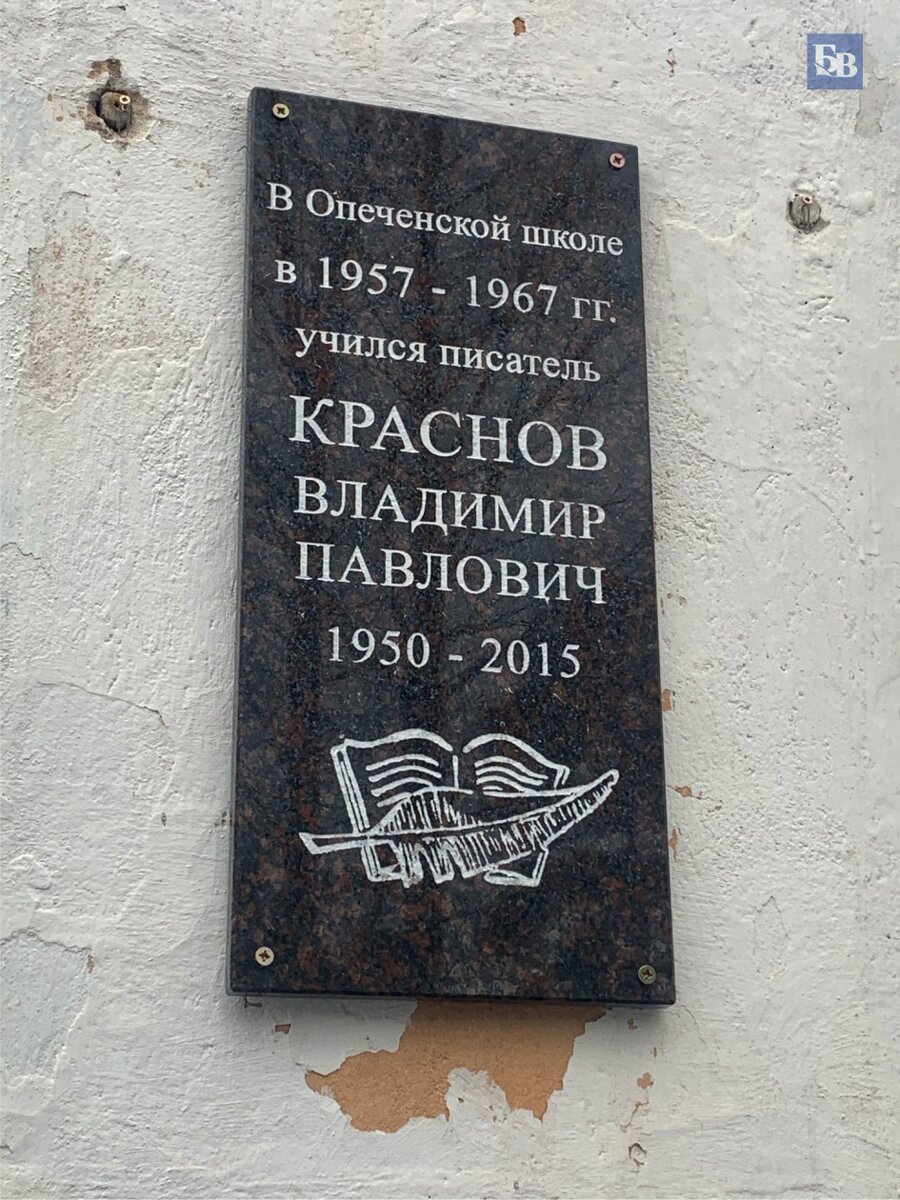 БВ
В Опеченской школе
в 1957 - 1967 гг.
учился писатель
КРАСНОВ
ВЛАДИМИР
ПАВЛОВИЧ
1950 - 2015